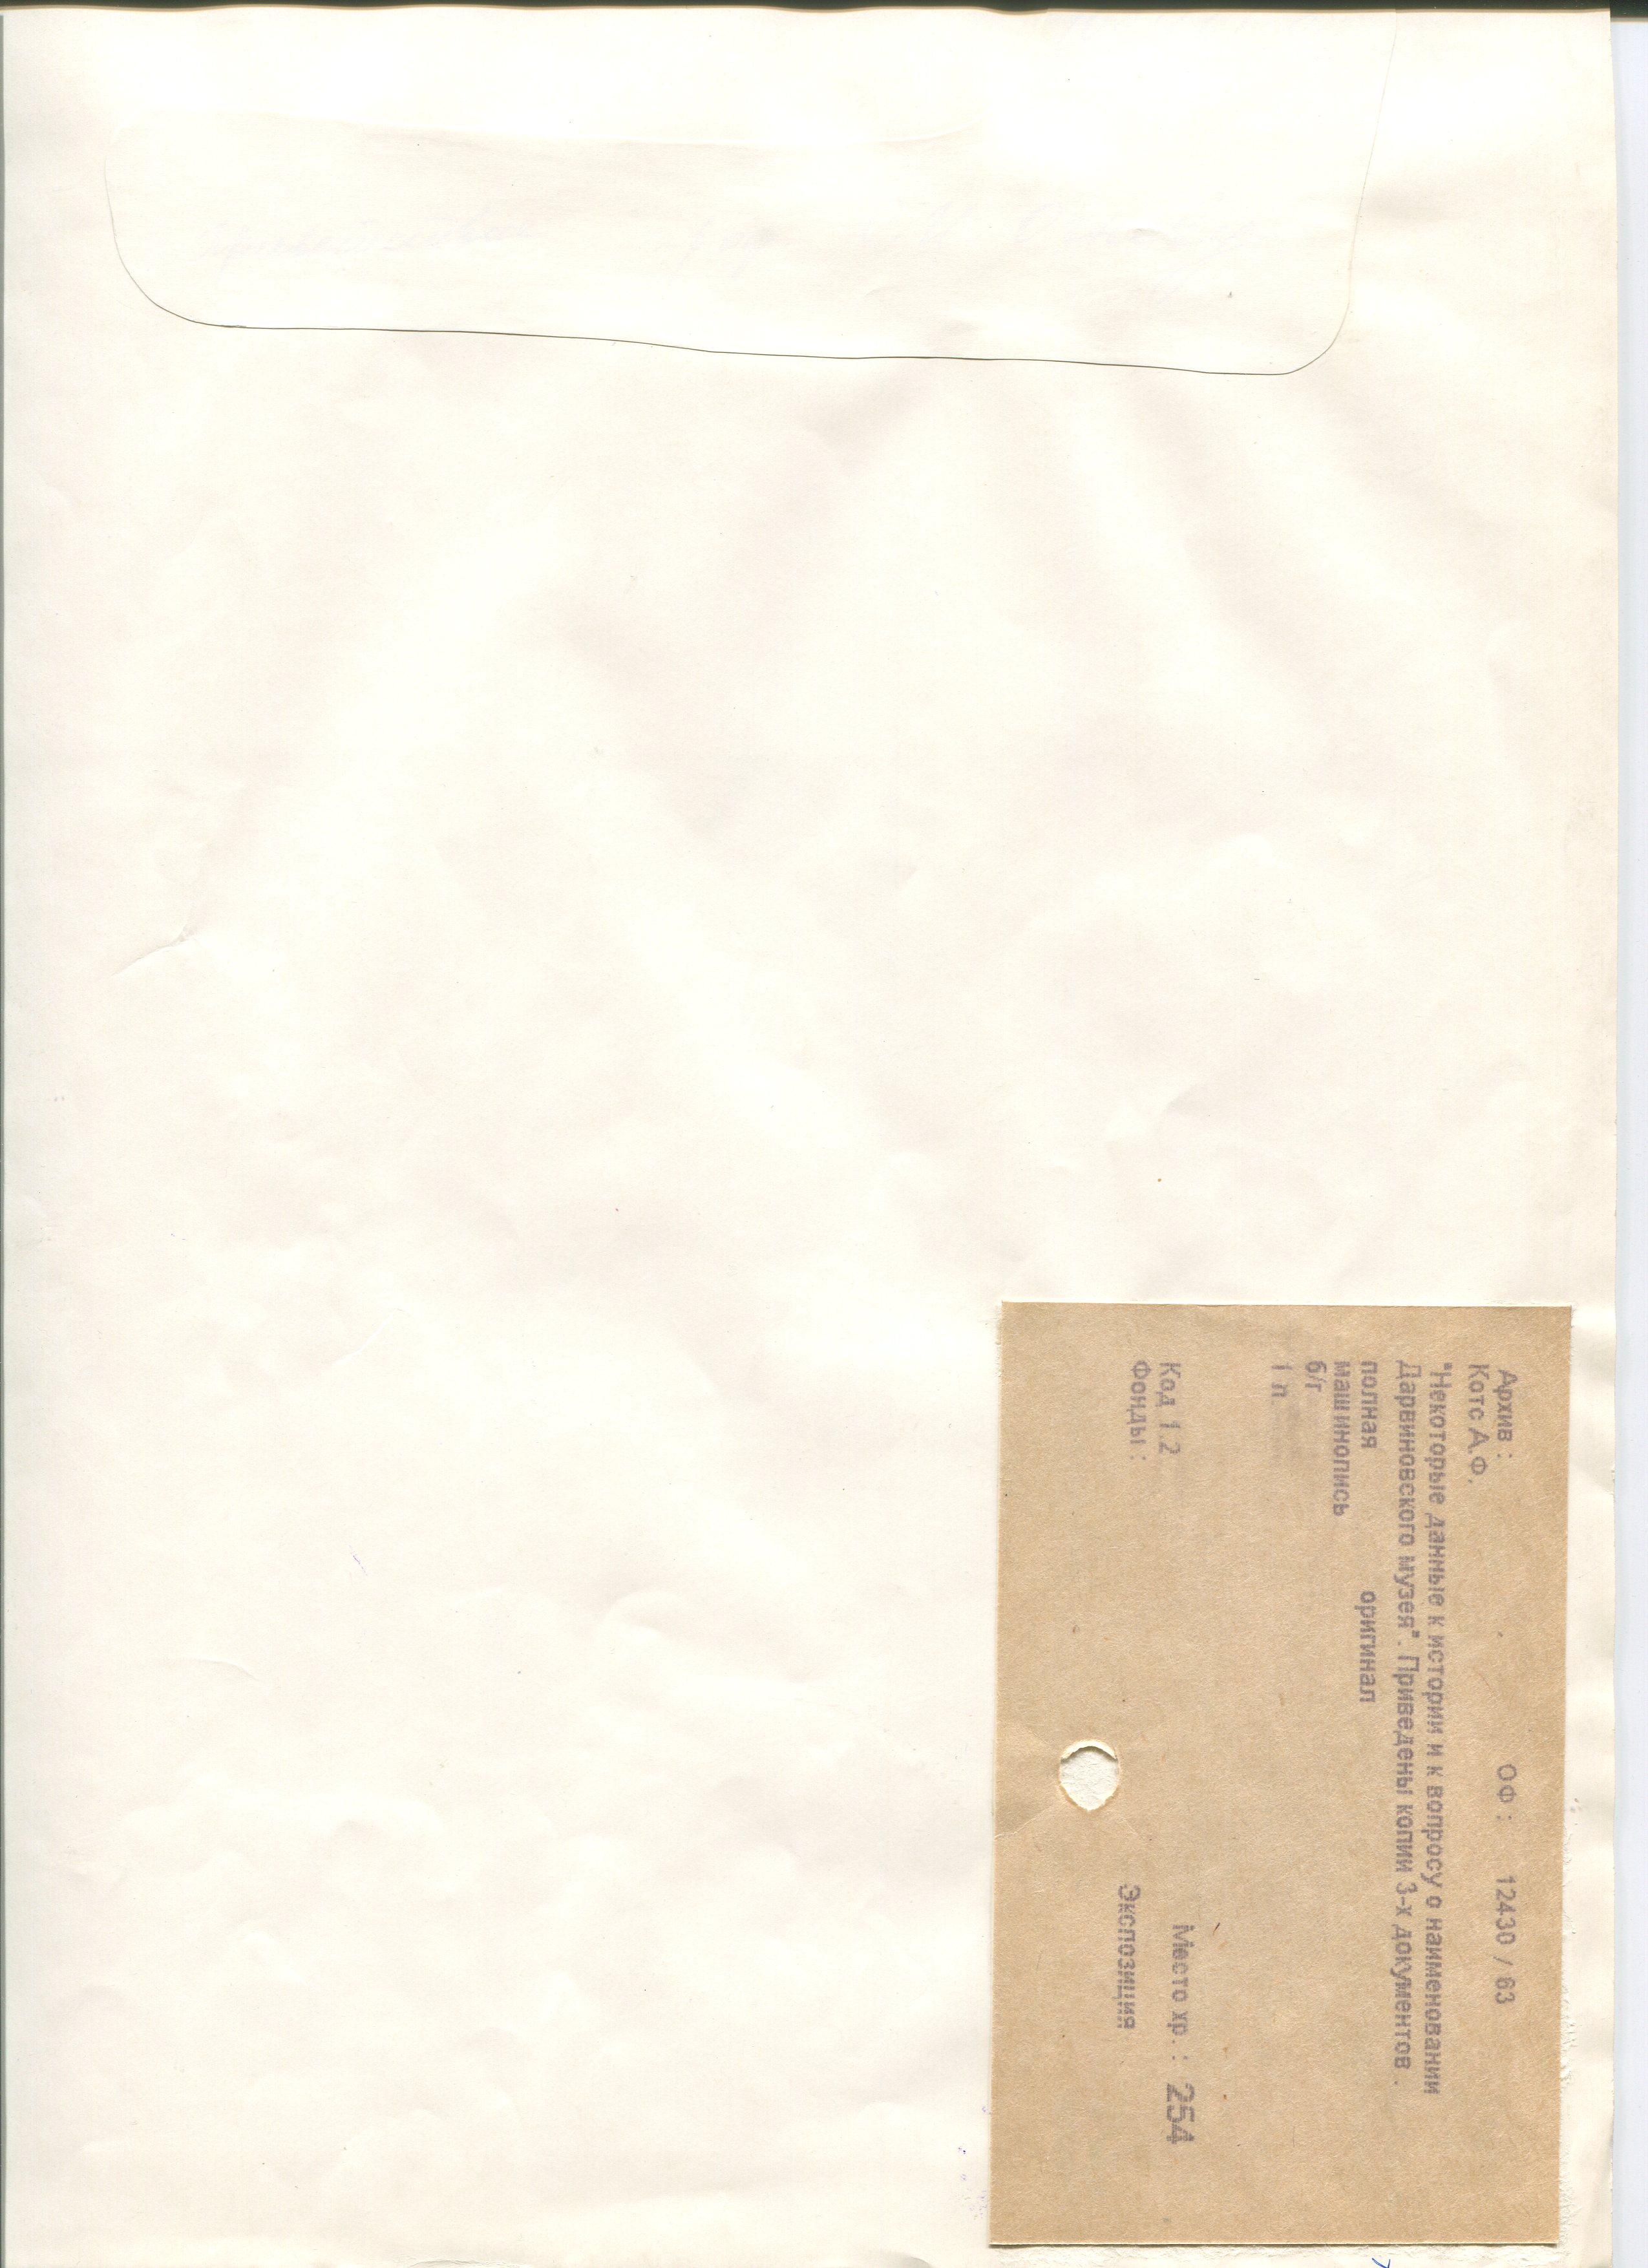 Архив :    ОФ :    12430 / 63
Котс А.Ф.
"Некоторые данные к истории и к вопросу о наименовании
Дарвиновского музея". Приведены копии 3-х документов .
полная    оригинал
машинопись
б/г
1 л.
Код 1.2    Место хр. :    254
Фонды :    Экспозиция